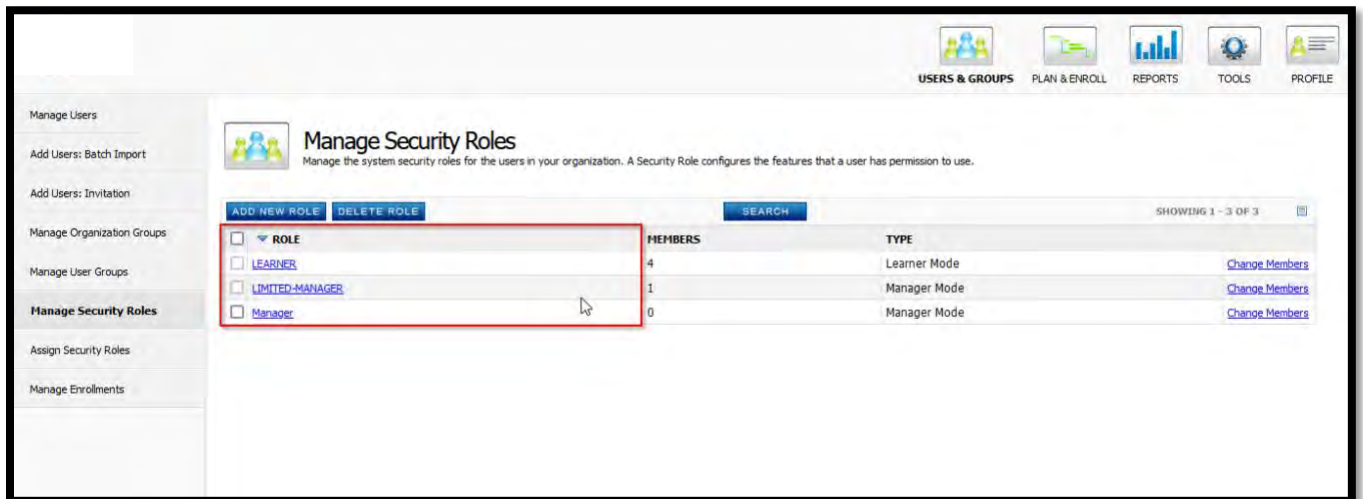 USERS & GROUPS PLAN & ENROLL REPORTS TOOLS PROFILE
Manage Users
Add Users: Batch Import
Add Users: Invitation
Manage Organization Groups
Manage User Groups
Manage Security Roles
Assign Security Roles
Manage Enrollments
Manage Security Roles
Manage the system security roles for the users in your organization. A Security Role configures the features that a user has permission to use.
ADD NEW ROLE DELETE ROLE SEARCH SHOWING 1 - 3 OF 3
ROLE MEMBERS TYPE
LEARNER 4 Learner Mode Change Members
LIMITED-MANAGER 1 Manager Mode Change Members
Manager 0 Manager Mode Change Members